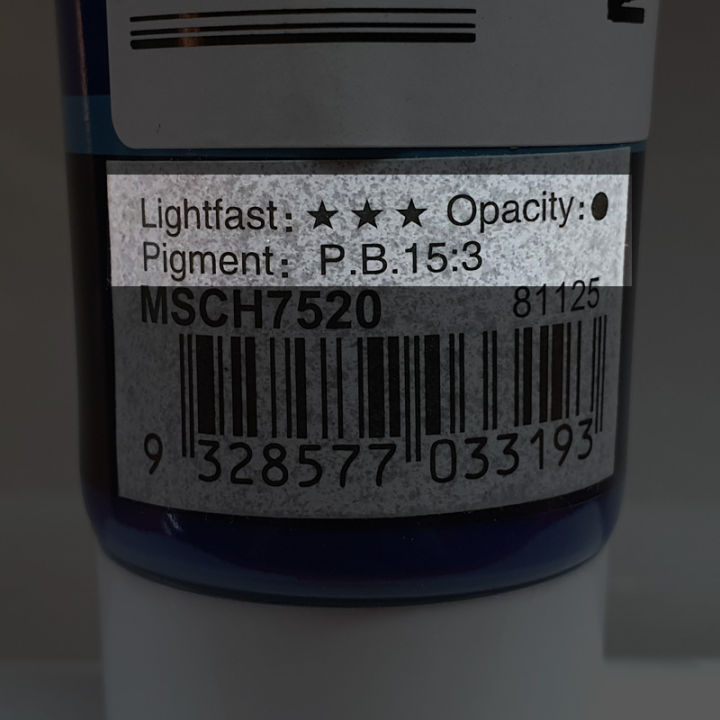 Lightfast: ★ ★ ★ Opacity: ●
Pigment: P.B.15:3
MSCH7520 81125
9 328577 033193